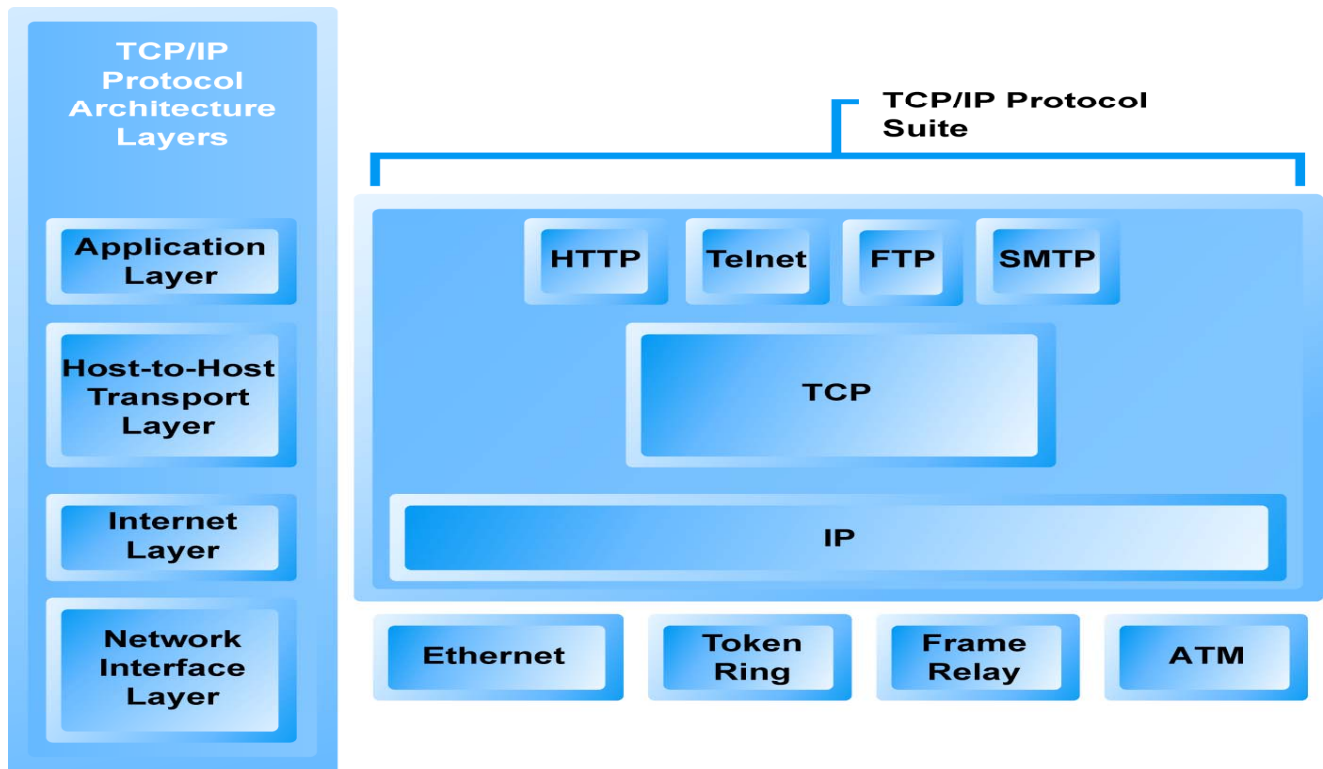 TCP/IP
Protocol
Architecture
Layers
Application
Layer
Host-to-Host
Transport
Layer
Internet
Layer
Network
Interface
Layer
TCP/IP Protocol
Suite
HTTP
Telnet
FTP
SMTP
TCP
IP
Ethernet
Token
Ring
Frame
Relay
ATM